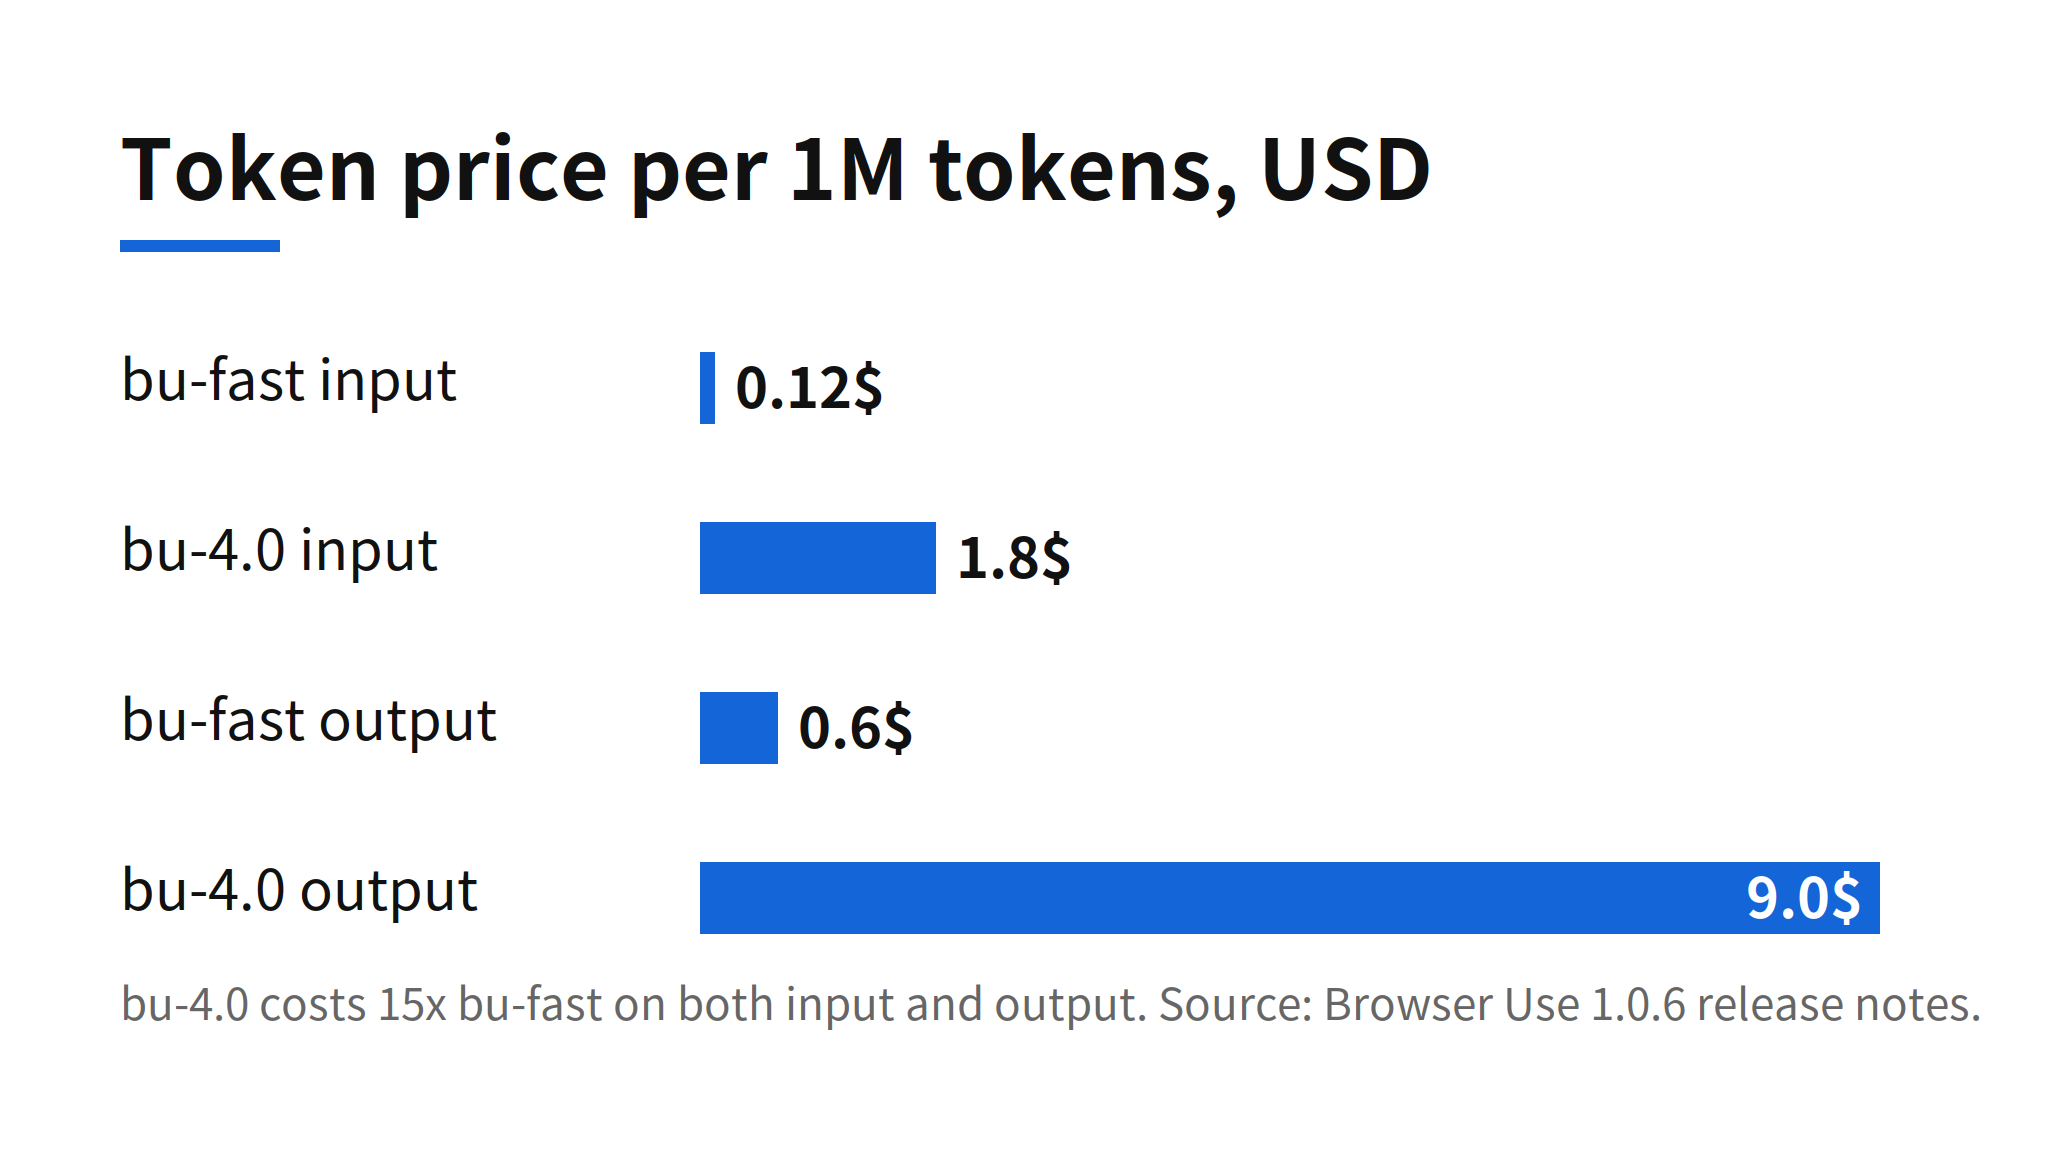 Token price per 1M tokens, USD
bu-fast input 0.12$
bu-4.0 input 1.8$
bu-fast output 0.6$
bu-4.0 output 9.0$
bu-4.0 costs 15x bu-fast on both input and output. Source: Browser Use 1.0.6 release notes.